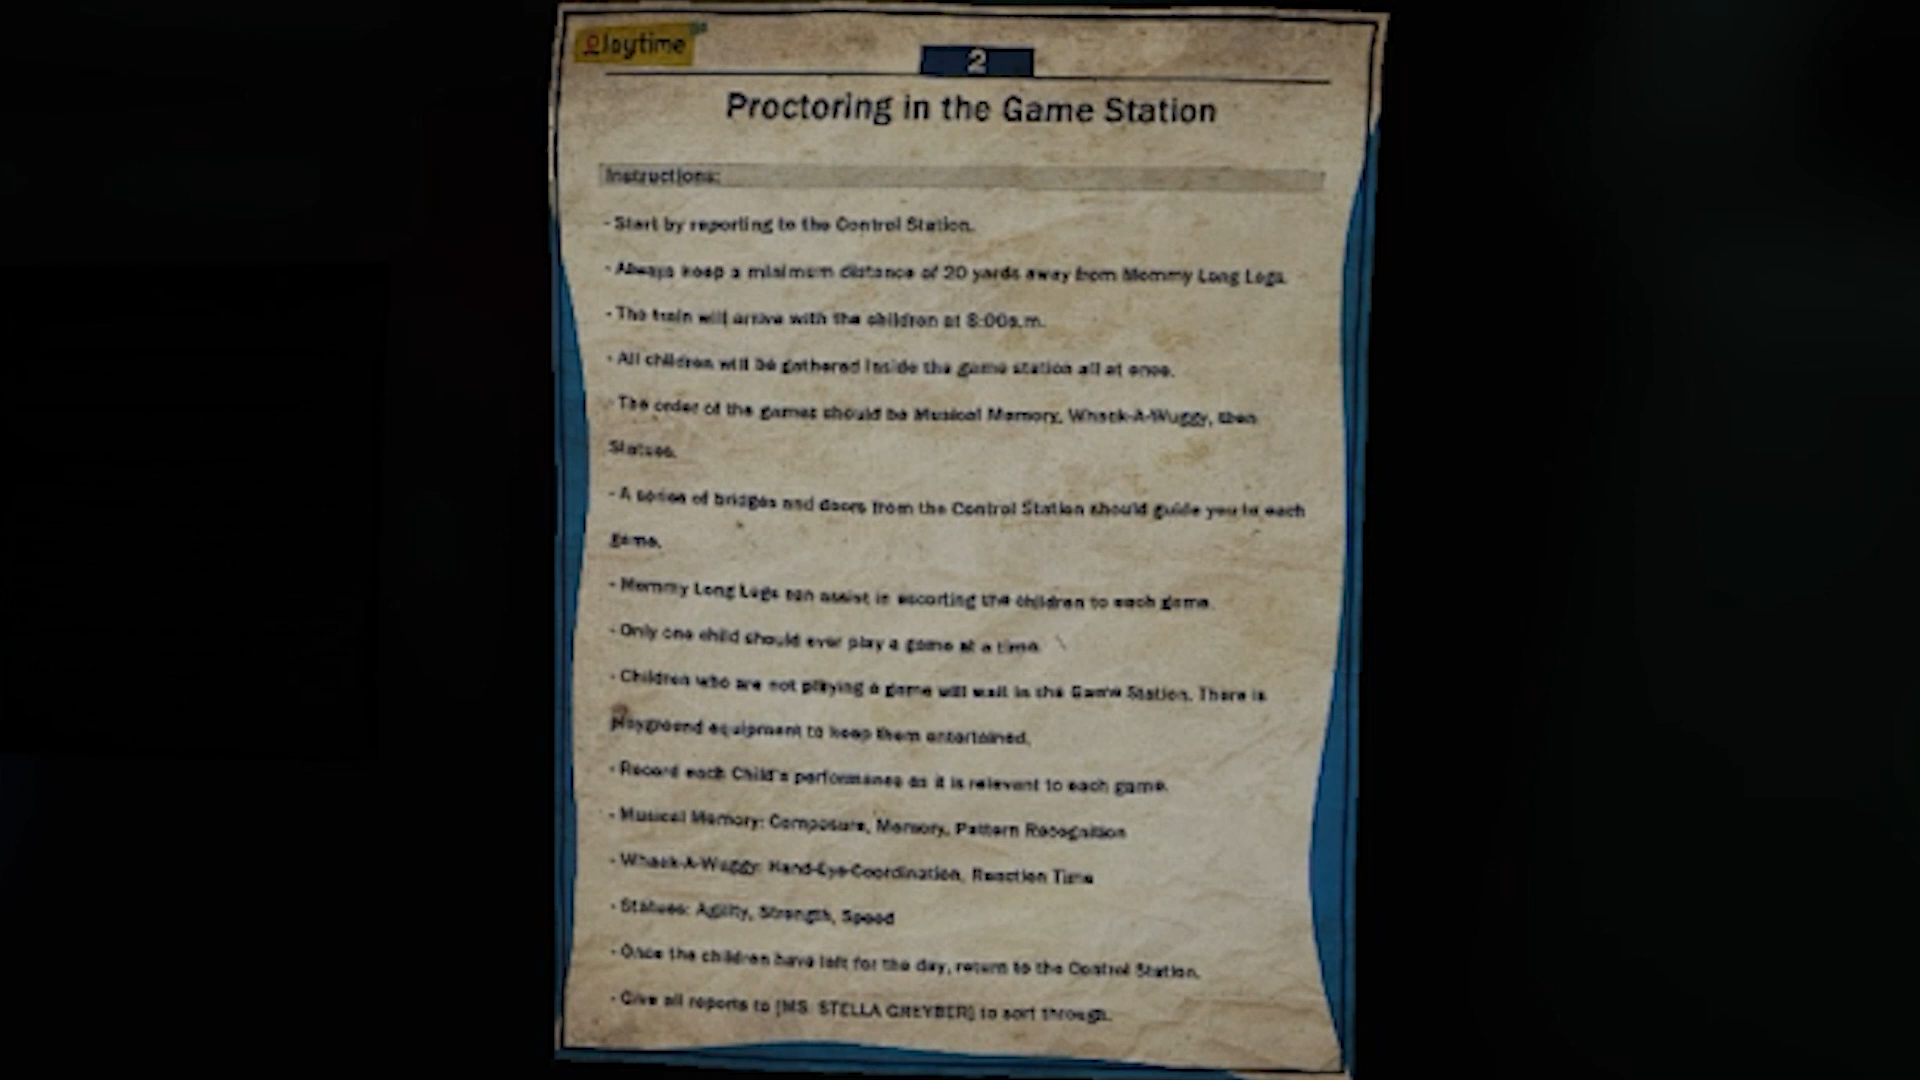 Playtime
2
Proctoring in the Game Station
Instructions:
- Start by reporting to the Control Station.
- Always keep a minimum distance of 20 yards away from Mommy Long Legs.
- The train will arrive with the children at 8:00a.m.
- All children will be gathered inside the game station all at once.
- The order of the games should be Musical Memory, Whack-A-Wuggy, then
Statues.
- A series of bridges and doors from the Control Station should guide you to each
game.
- Mommy Long Legs can assist in escorting the children to each game.
- Only one child should ever play a game at a time.
- Children who are not playing a game will wait in the Game Station. There is
playground equipment to keep them entertained.
- Record each Child's performance as it is relevant to each game.
- Musical Memory: Composure, Memory, Pattern Recognition
- Whack-A-Wuggy: Hand-Eye-Coordination, Reaction Time
- Statues: Agility, Strength, Speed
- Once the children have left for the day, return to the Control Station.
- Give all reports to [MS. STELLA GREYBER] to sort through.